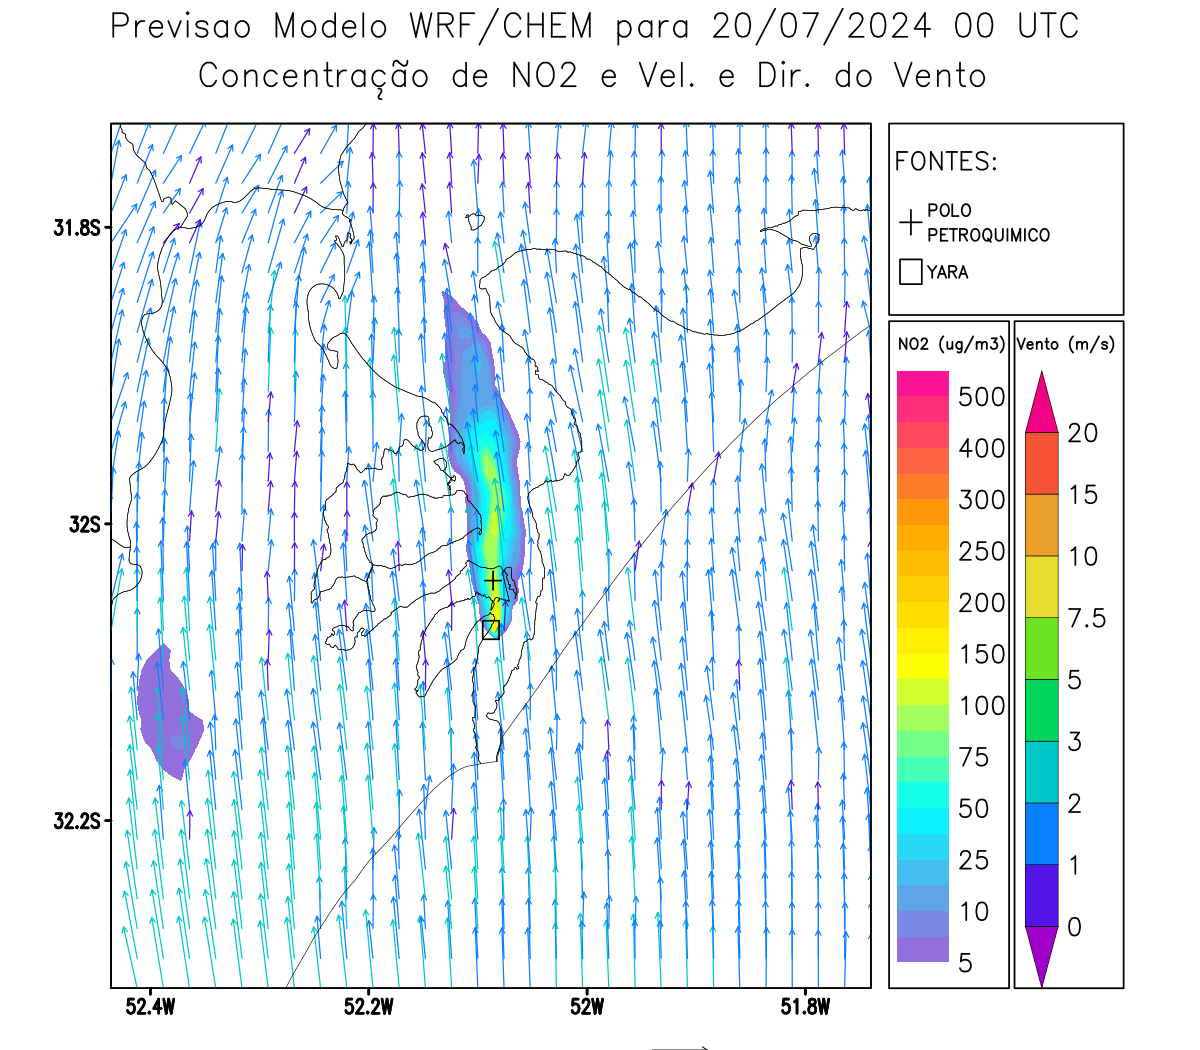 Previsao Modelo WRF/CHEM para 20/07/2024 00 UTC
Concentração de NO2 e Vel. e Dir. do Vento
FONTES:
POLO
PETROQUIMICO
YARA
31.8S
32S
32.2S
52.4W
52.2W
52W
51.8W
NO2 (ug/m3)
500
400
300
250
200
150
100
75
50
25
10
5
Vento (m/s)
20
15
10
7.5
5
3
2
1
0